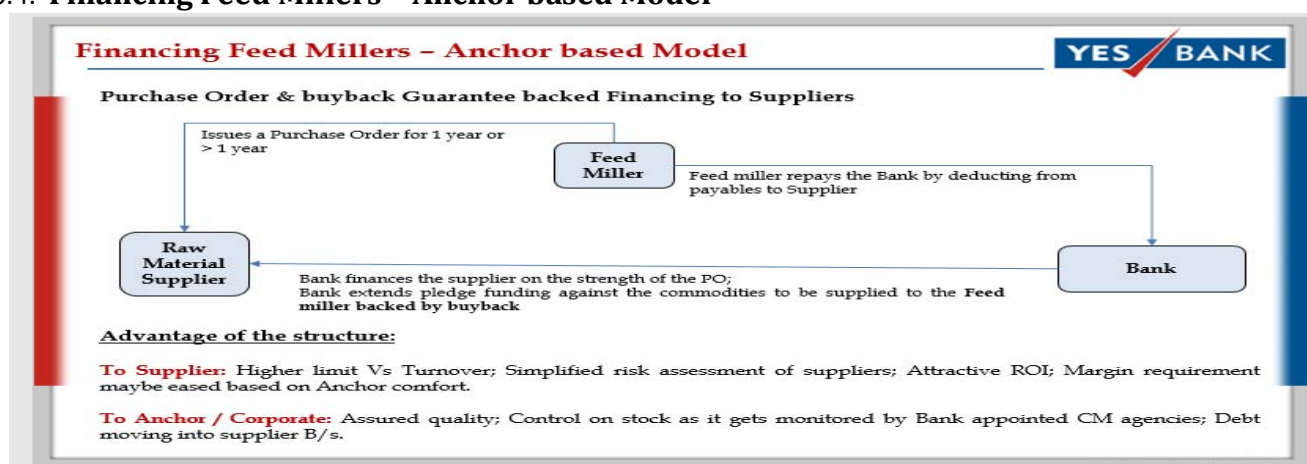 Financing Feed Millers – Anchor based Model
Financing Feed Millers – Anchor based Model
YES BANK
Purchase Order & buyback Guarantee backed Financing to Suppliers
Issues a Purchase Order for 1 year or
> 1 year
Feed
Miller
Feed miller repays the Bank by deducting from
payables to Supplier
Raw
Material
Supplier
Bank
Bank finances the supplier on the strength of the PO;
Bank extends pledge funding against the commodities to be supplied to the Feed
miller backed by buyback
Advantage of the structure:
To Supplier: Higher limit Vs Turnover; Simplified risk assessment of suppliers; Attractive ROI; Margin requirement
maybe eased based on Anchor comfort.
To Anchor / Corporate: Assured quality; Control on stock as it gets monitored by Bank appointed CM agencies; Debt
moving into supplier B/s.